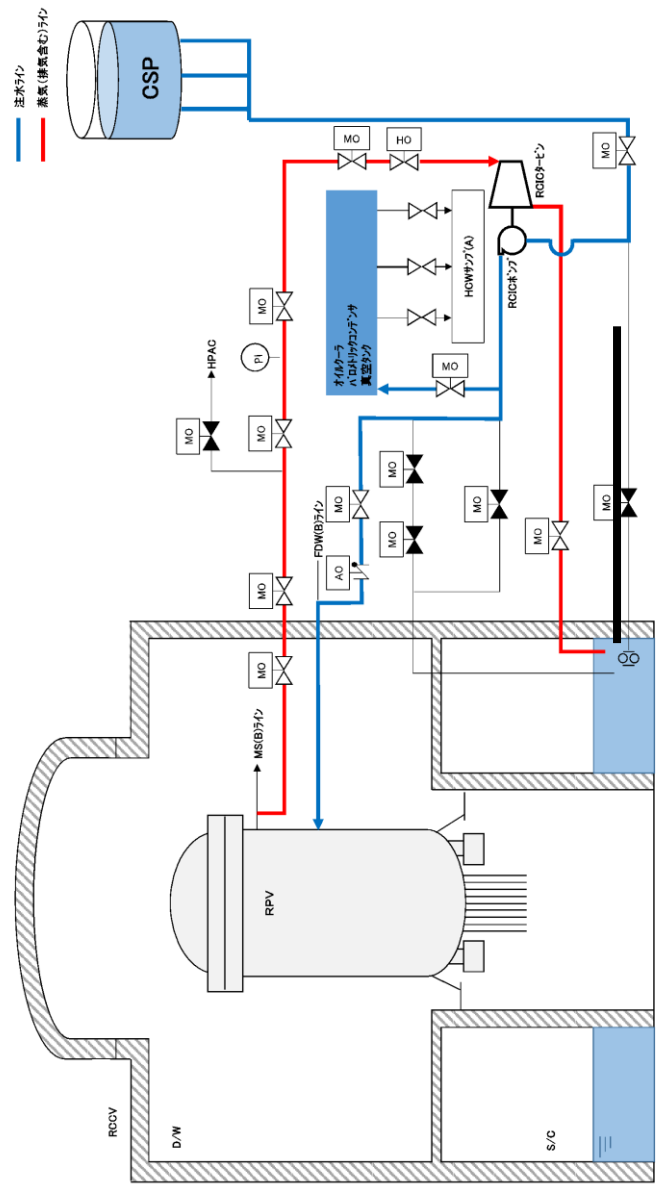 注水ライン
蒸気(排気含む)ライン
CSP
MO
HO
MO
RCICタービン
RCICポンプ
オイルクーラ
バロメトリックコンデンサ
真空タンク
HCWサンプ(A)
MO
PI
HPAC
MO
MO
MO
MO
MO
FDW(B)ライン
AO
MO
MO
MO
MO
MO
MO
MS(B)ライン
RPV
RCCV
D/W
S/C